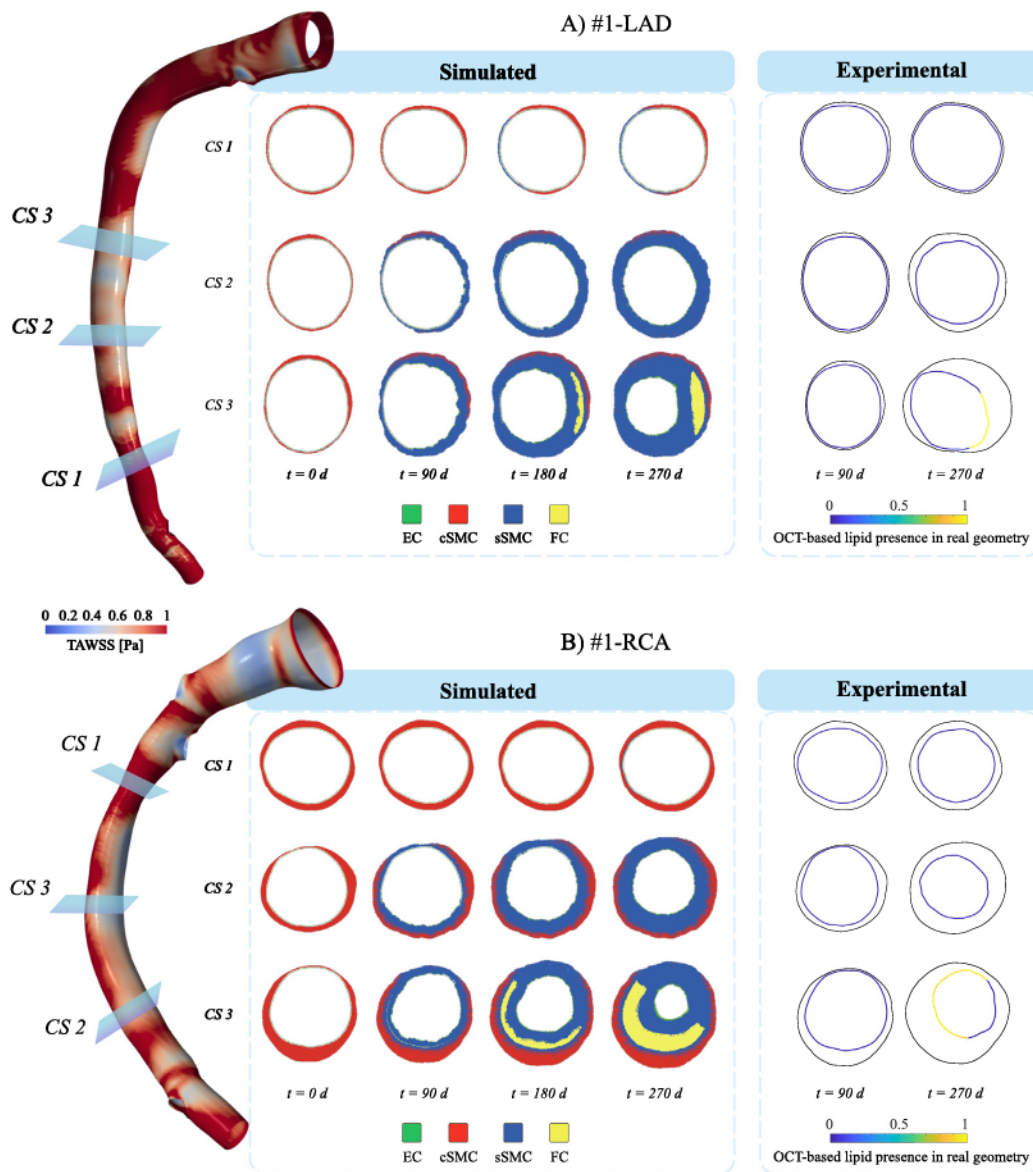 A) #1-LAD
Simulated
Experimental
CS 1
CS 2
CS 3
CS 3
CS 2
CS 1
t = 0 d t = 90 d t = 180 d t = 270 d
t = 90 d t = 270 d
EC cSMC sSMC FC
0 0.5 1
OCT-based lipid presence in real geometry
0 0.2 0.4 0.6 0.8 1
TAWSS [Pa]
B) #1-RCA
Simulated
Experimental
CS 1
CS 3
CS 2
CS 1
CS 2
CS 3
t = 0 d t = 90 d t = 180 d t = 270 d
t = 90 d t = 270 d
EC cSMC sSMC FC
0 0.5 1
OCT-based lipid presence in real geometry